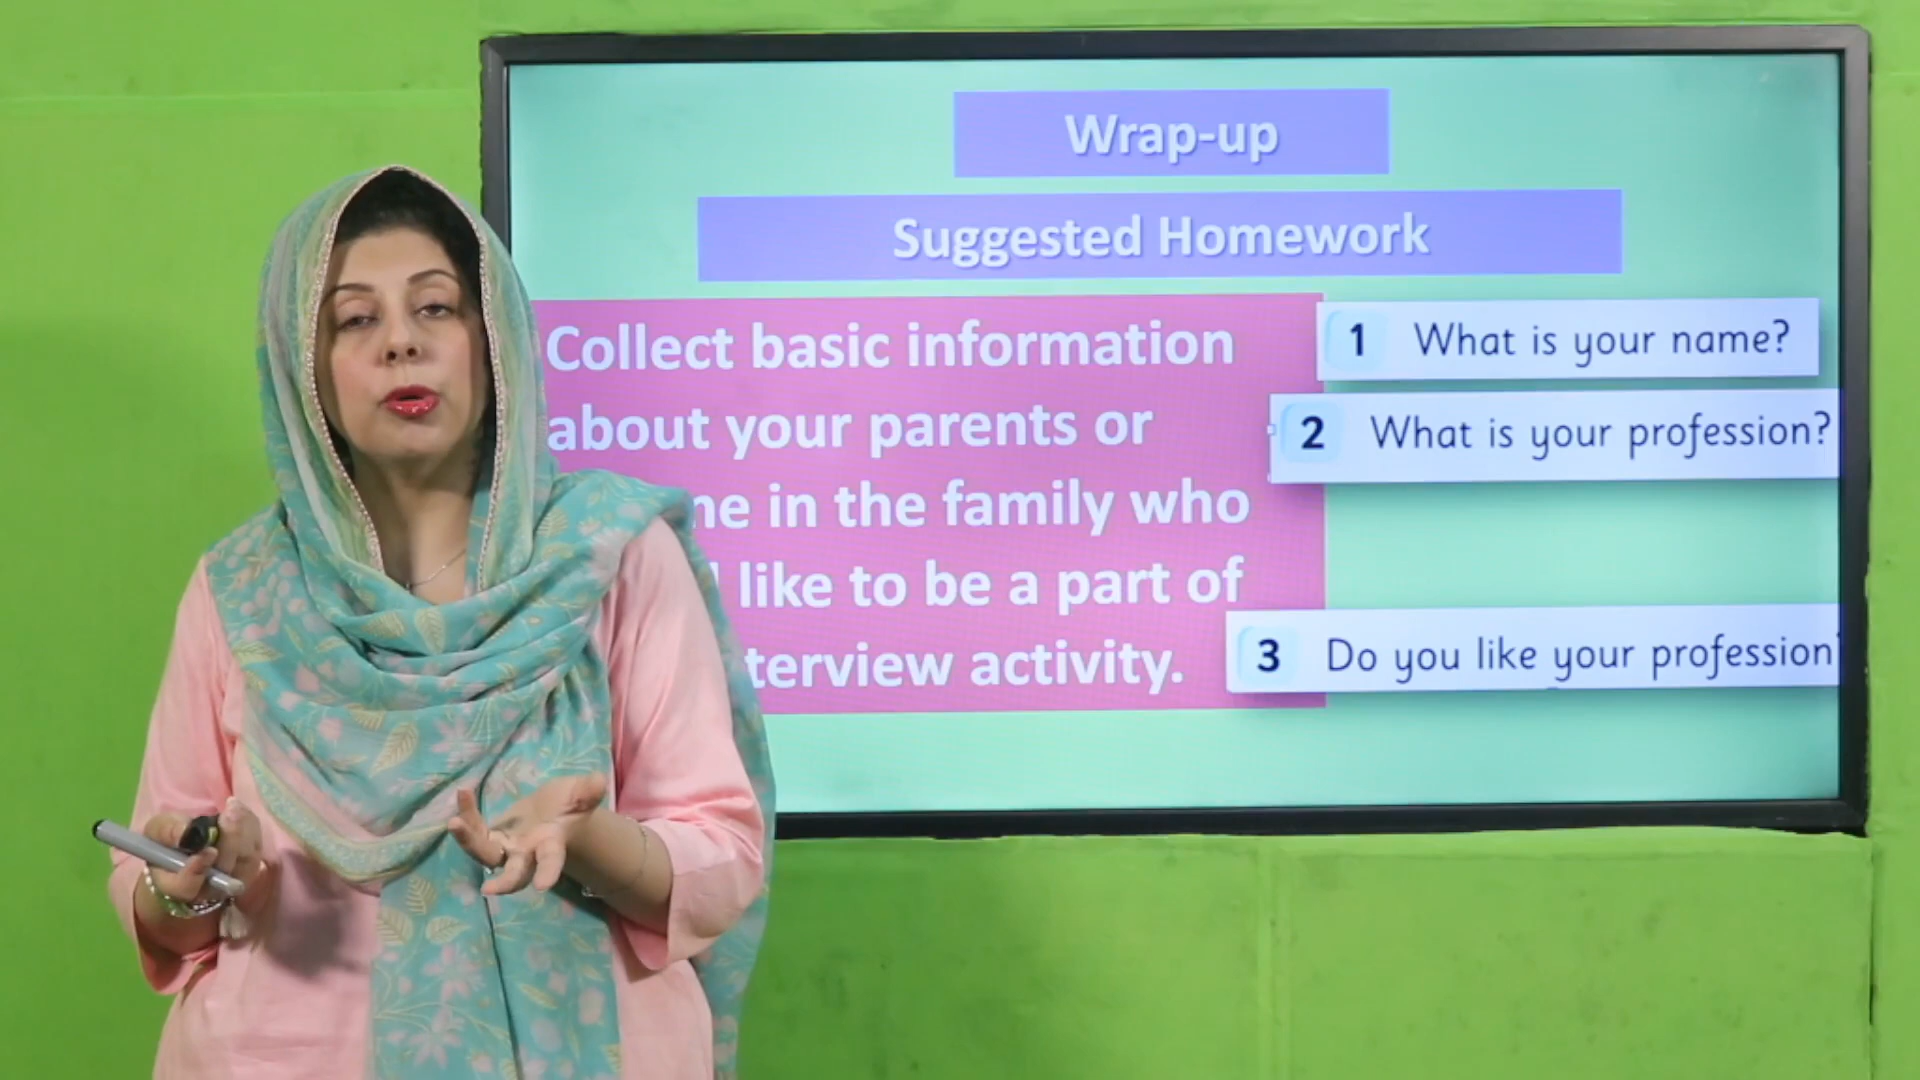 Wrap-up
Suggested Homework
Collect basic information
about your parents or
in the family who
like to be a part of
activity.
1 What is your name?
2 What is your profession?
3 Do you like your profession